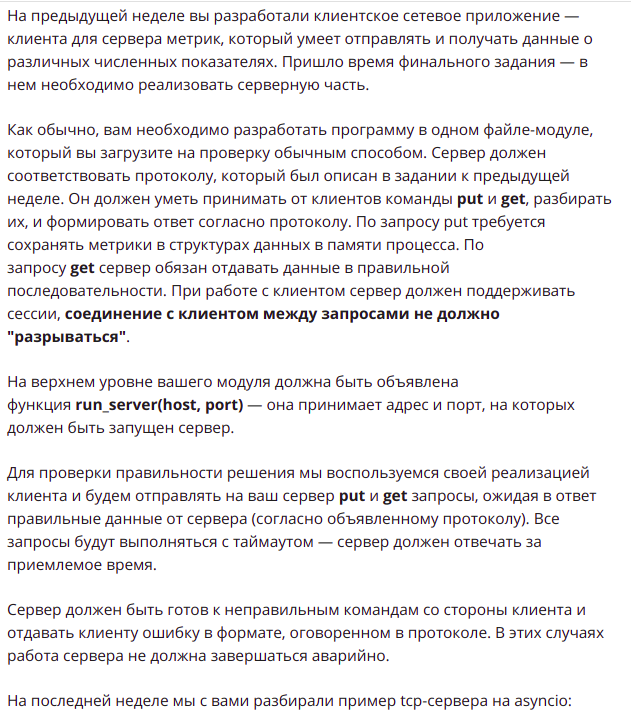 На предыдущей неделе вы разработали клиентское сетевое приложение —
клиента для сервера метрик, который умеет отправлять и получать данные о
различных численных показателях. Пришло время финального задания — в
нем необходимо реализовать серверную часть.
Как обычно, вам необходимо разработать программу в одном файле-модуле,
который вы загрузите на проверку обычным способом. Сервер должен
соответствовать протоколу, который был описан в задании к предыдущей
неделе. Он должен уметь принимать от клиентов команды put и get, разбирать
их, и формировать ответ согласно протоколу. По запросу put требуется
сохранять метрики в структурах данных в памяти процесса. По
запросу get сервер обязан отдавать данные в правильной
последовательности. При работе с клиентом сервер должен поддерживать
сессии, соединение с клиентом между запросами не должно
"разрываться".
На верхнем уровне вашего модуля должна быть объявлена
функция run_server(host, port) — она принимает адрес и порт, на которых
должен быть запущен сервер.
Для проверки правильности решения мы воспользуемся своей реализацией
клиента и будем отправлять на ваш сервер put и get запросы, ожидая в ответ
правильные данные от сервера (согласно объявленному протоколу). Все
запросы будут выполняться с таймаутом — сервер должен отвечать за
приемлемое время.
Сервер должен быть готов к неправильным командам со стороны клиента и
отдавать клиенту ошибку в формате, оговоренном в протоколе. В этих случаях
работа сервера не должна завершаться аварийно.
На последней неделе мы с вами разбирали пример tcp-сервера на asyncio: